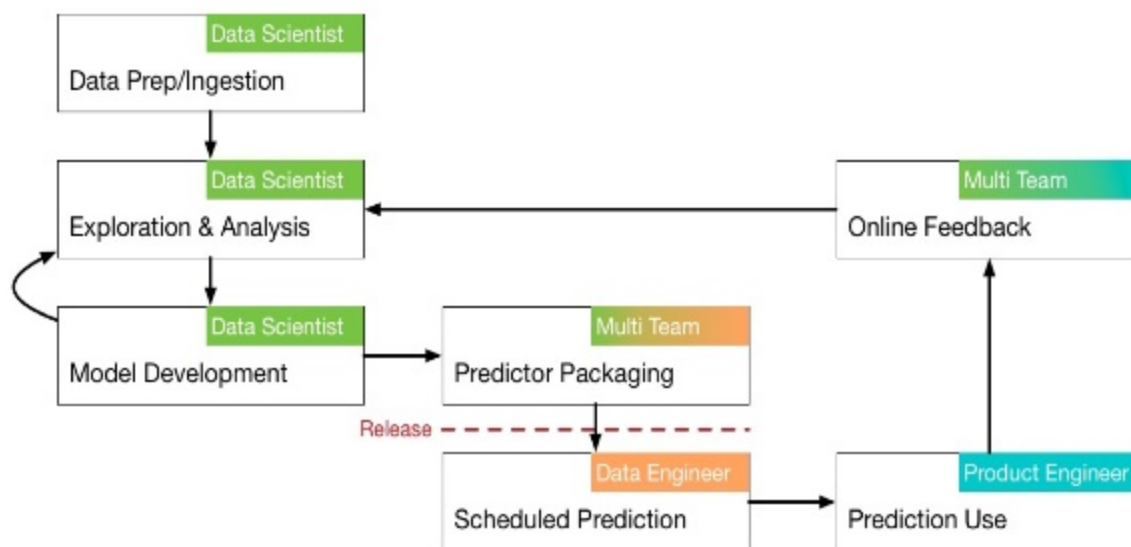 Data Scientist
Data Prep/Ingestion
Data Scientist
Exploration & Analysis
Multi Team
Online Feedback
Data Scientist
Model Development
Multi Team
Predictor Packaging
Release
Data Engineer
Scheduled Prediction
Product Engineer
Prediction Use